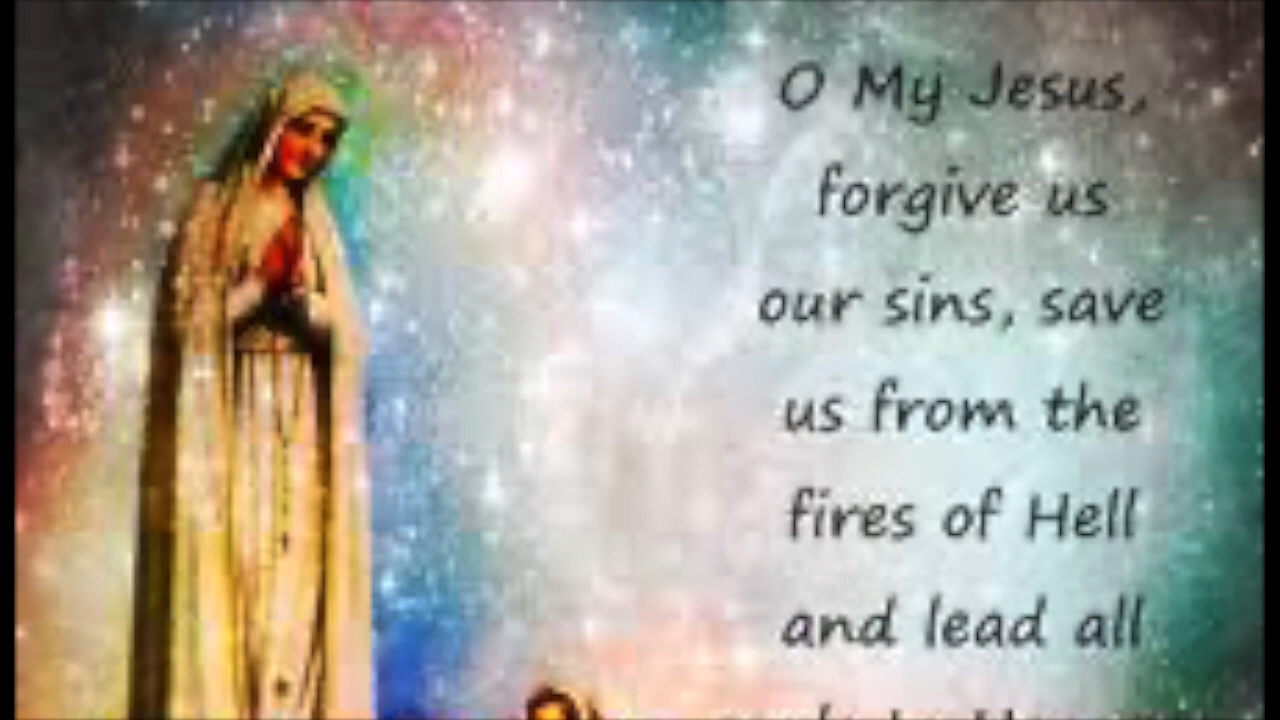 O My Jesus,
forgive us
our sins, save
us from the
fires of Hell
and lead all